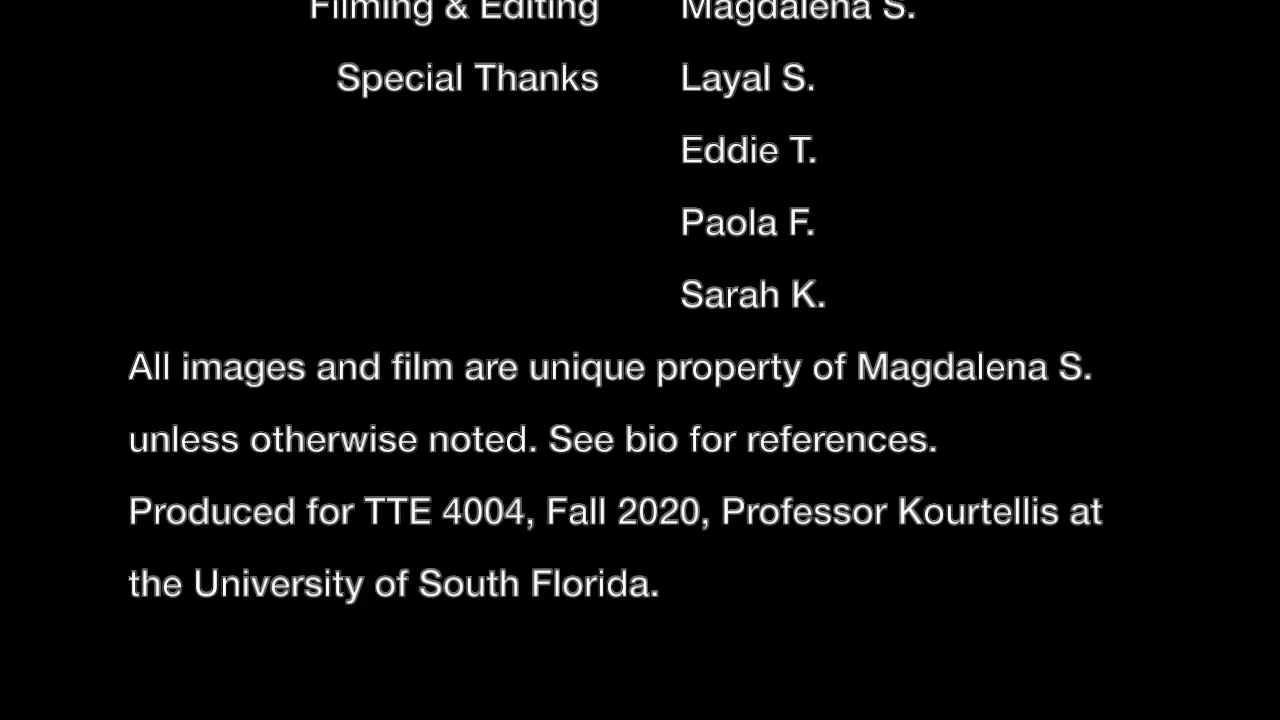 Filming & Editing Magdalena S.
Special Thanks Layal S.
Eddie T.
Paola F.
Sarah K.
All images and film are unique property of Magdalena S.
unless otherwise noted. See bio for references.
Produced for TTE 4004, Fall 2020, Professor Kourtellis at
the University of South Florida.